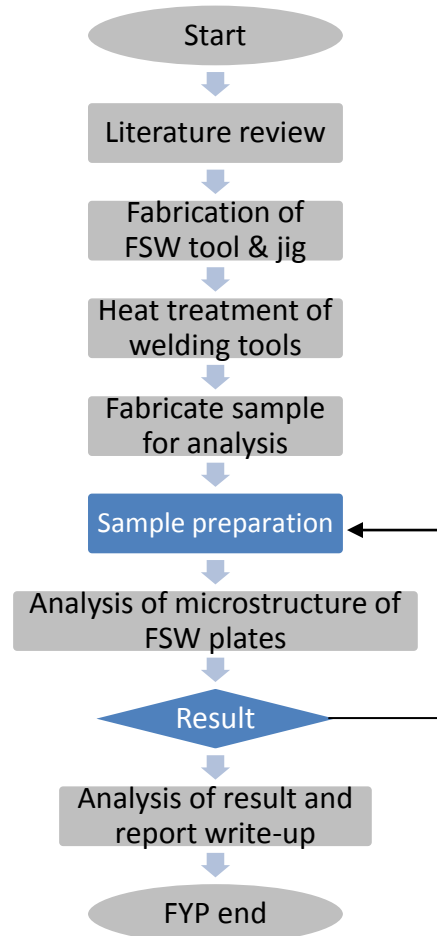 Start
Literature review
Fabrication of
FSW tool & jig
Heat treatment of
welding tools
Fabricate sample
for analysis
Sample preparation
Analysis of microstructure of
FSW plates
Result
Analysis of result and
report write-up
FYP end